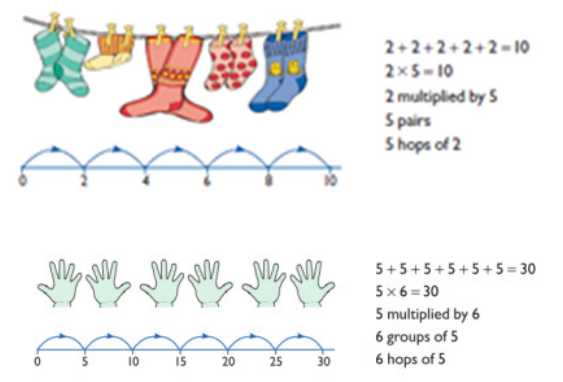 2 + 2 + 2 + 2 + 2 = 10
2 × 5 = 10
2 multiplied by 5
5 pairs
5 hops of 2
0 2 4 6 8 10
5 + 5 + 5 + 5 + 5 + 5 = 30
5 × 6 = 30
5 multiplied by 6
6 groups of 5
6 hops of 5
0 5 10 15 20 25 30